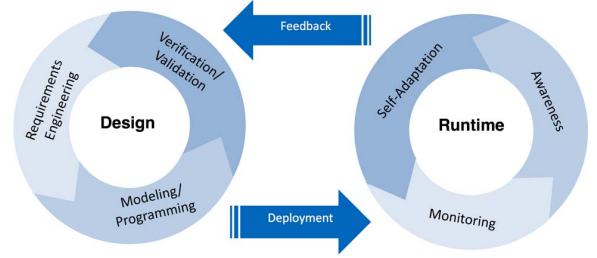 Feedback
Requirements
Engineering
Verification/
Validation
Design
Modeling/
Programming
Self-Adaptation
Awareness
Runtime
Monitoring
Deployment